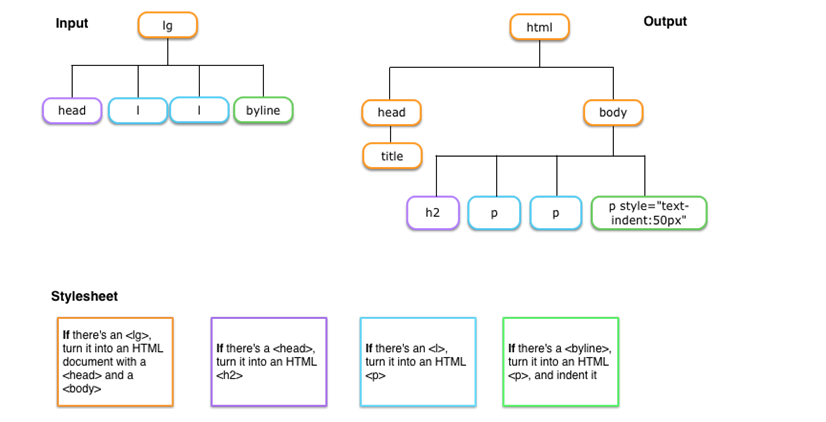 Input
lg
html
Output
head
l
l
byline
head
body
title
h2
p
p
p style="text-
indent:50px"
Stylesheet
If there's an <lg>,
turn it into an HTML
document with a
<head> and a
<body>
If there's a <head>,
turn it into an HTML
<h2>
If there's an <l>,
turn it into an HTML
<p>
If there's a <byline>,
turn it into an HTML
<p>, and indent it